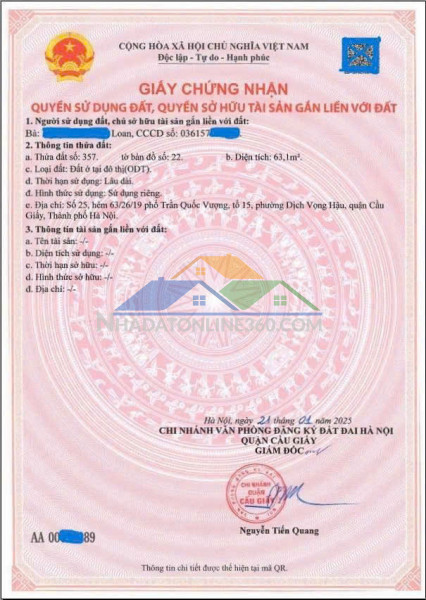 CỘNG HÒA XÃ HỘI CHỦ NGHĨA VIỆT NAM
Độc lập - Tự do - Hạnh phúc
GIẤY CHỨNG NHẬN
QUYỀN SỬ DỤNG ĐẤT, QUYỀN SỞ HỮU TÀI SẢN GẮN LIỀN VỚI ĐẤT
1. Người sử dụng đất, chủ sở hữu tài sản gắn liền với đất:
Bà: Loan, CCCD số: 036157
2. Thông tin thửa đất:
a. Thửa đất số: 357. tờ bản đồ số: 22. b. Diện tích: 63,1m².
c. Loại đất: Đất ở tại đô thị(ODT).
d. Thời hạn sử dụng: Lâu dài.
đ. Hình thức sử dụng: Sử dụng riêng.
e. Địa chỉ: Số 25, hẻm 63/26/19 phố Trần Quốc Vượng, tổ 15, phường Dịch Vọng Hậu, quận Cầu
Giấy, Thành phố Hà Nội.
3. Thông tin tài sản gắn liền với đất:
a. Tên tài sản: -/-
b. Diện tích sử dụng: -/-
c. Thời hạn sở hữu: -/-
d. Hình thức sở hữu: -/-
đ. Địa chỉ: -/-
NHADATONLINE360.COM
Hà Nội, ngày 21 tháng 01 năm 2025
CHI NHÁNH VĂN PHÒNG ĐĂNG KÝ ĐẤT ĐAI HÀ NỘI
QUẬN CẦU GIẤY
GIÁM ĐỐC
CHI NHÁNH
QUẬN
CẦU GIẤY
Nguyễn Tiến Quang
AA 00 89
Thông tin chi tiết được thể hiện tại mã QR.